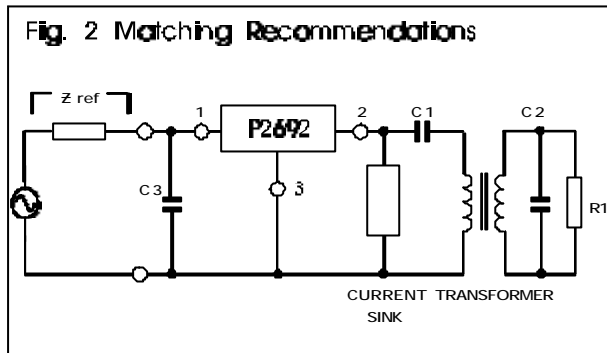 Fig. 2 Matching Recommendations
Z ref
1
P2692
2
C1
C2
C3
3
R1
CURRENT TRANSFORMER
SINK